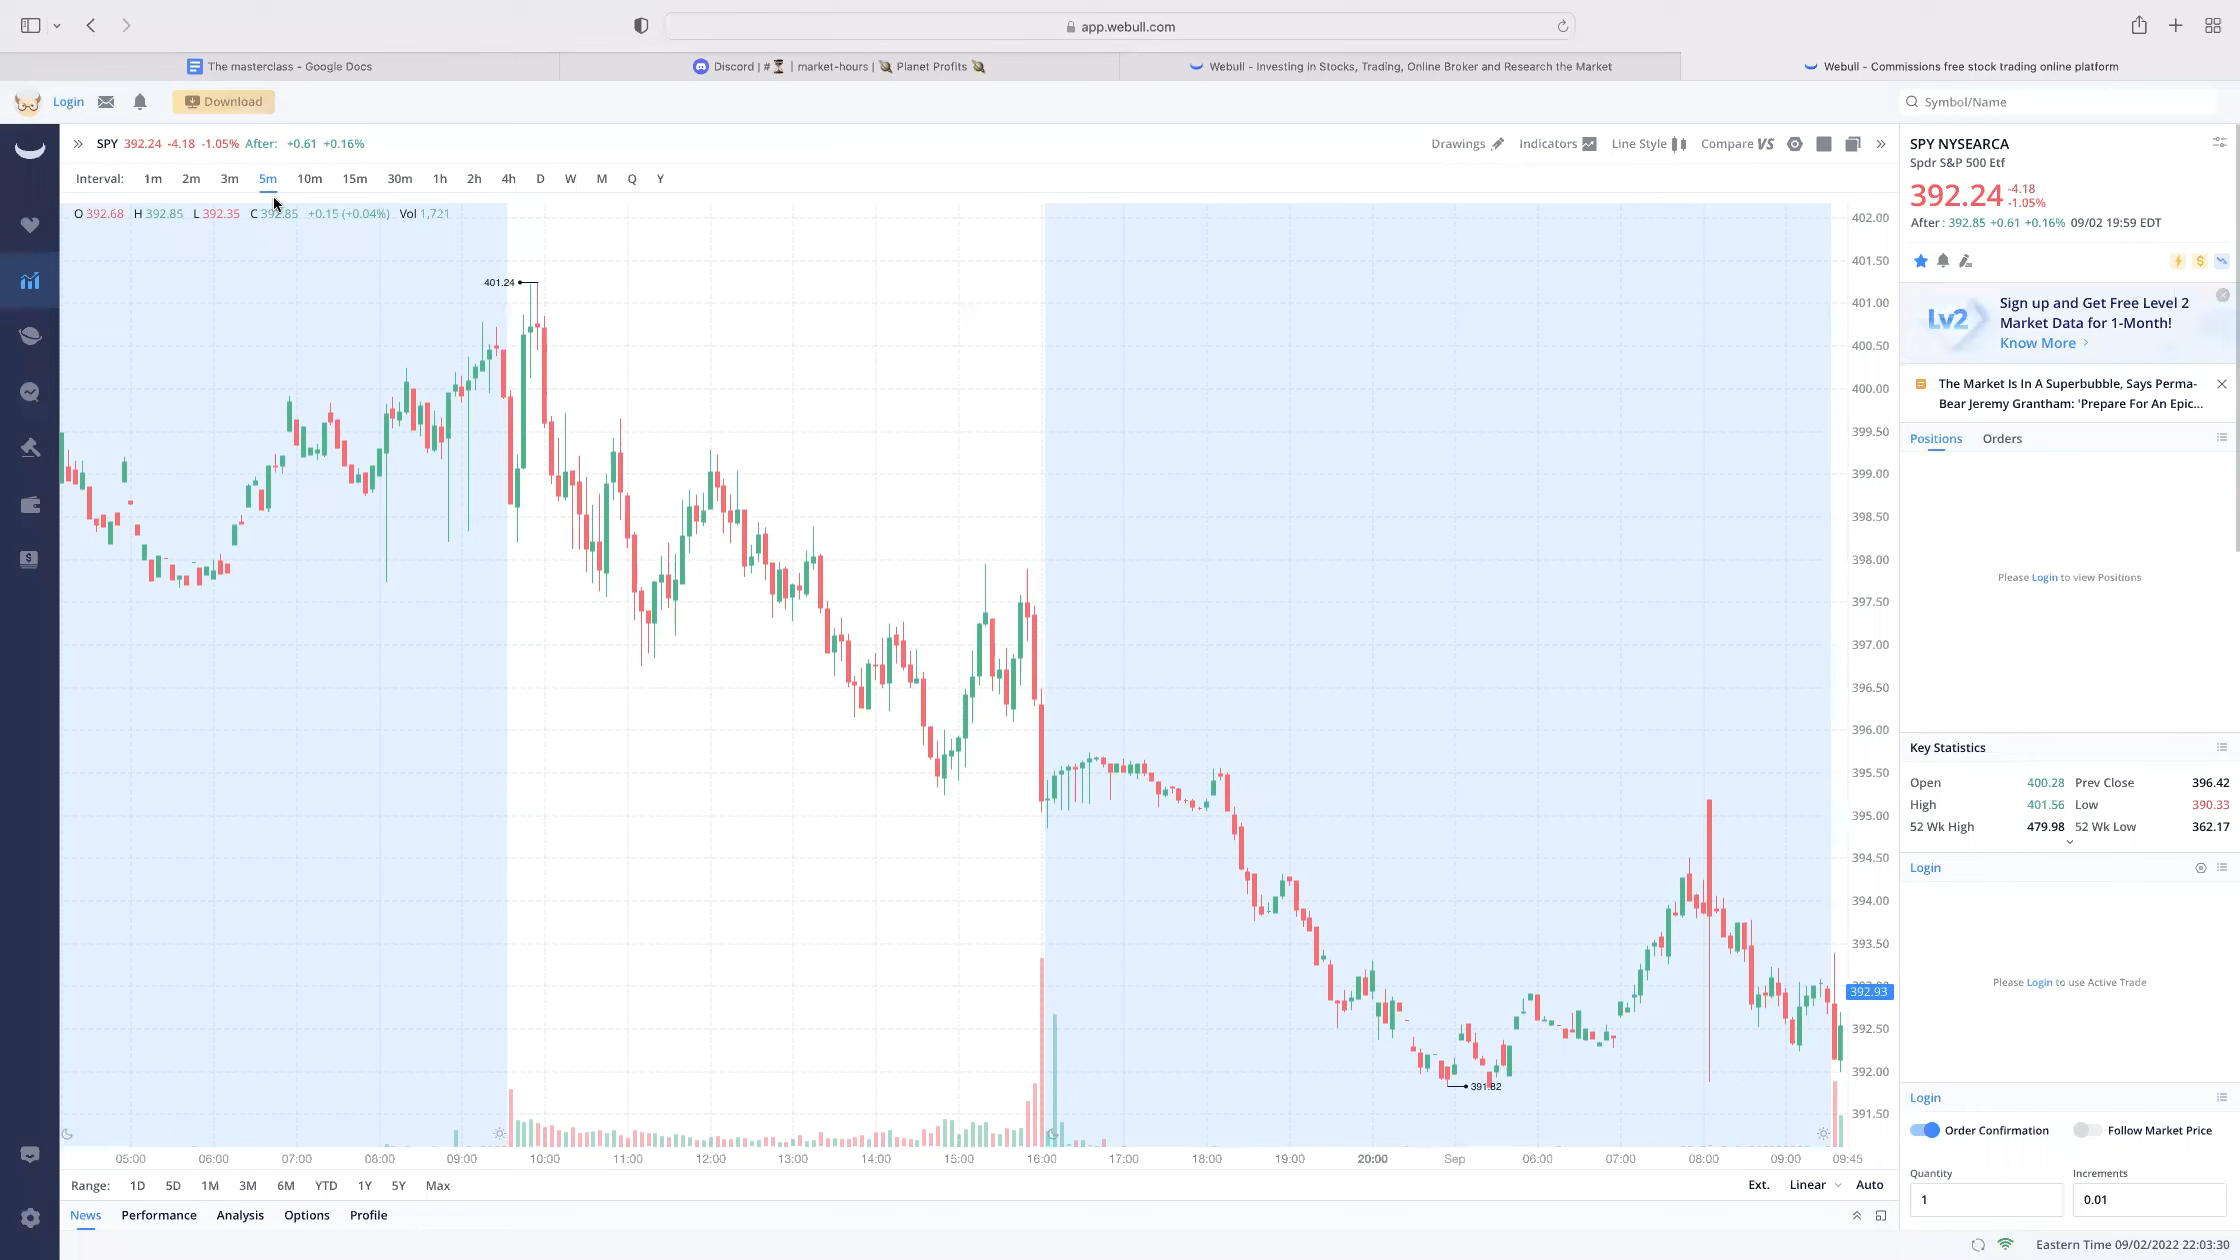 app.webull.com
The masterclass - Google Docs
Discord | #⏳ | market-hours | 🪐 Planet Profits 🪐
Webull - Investing in Stocks, Trading, Online Broker and Research the Market
Webull - Commissions free stock trading online platform
Login
Download
Symbol/Name
SPY 392.24 -4.18 -1.05% After: +0.61 +0.16%
Drawings
Indicators
Line Style
Compare VS
Interval: 1m 2m 3m 5m 10m 15m 30m 1h 2h 4h D W M Q Y
O 392.68 H 392.85 L 392.35 C 392.85 +0.15 (+0.04%) Vol 1,721
401.24
391.82
402.00
401.50
401.00
400.50
400.00
399.50
399.00
398.50
398.00
397.50
397.00
396.50
396.00
395.50
395.00
394.50
394.00
393.50
392.93
392.50
392.00
391.50
05:00 06:00 07:00 08:00 09:00 10:00 11:00 12:00 13:00 14:00 15:00 16:00 17:00 18:00 19:00 20:00 Sep 06:00 07:00 08:00 09:00 09:45
Range: 1D 5D 1M 3M 6M YTD 1Y 5Y Max
Ext. Linear Auto
News Performance Analysis Options Profile
SPY NYSEARCA
Spdr S&P 500 Etf
392.24 -4.18
-1.05%
After : 392.85 +0.61 +0.16% 09/02 19:59 EDT
Lv2
Sign up and Get Free Level 2
Market Data for 1-Month!
Know More >
The Market Is In A Superbubble, Says Perma-
Bear Jeremy Grantham: 'Prepare For An Epic...
Positions Orders
Please Login to view Positions
Key Statistics
Open 400.28 Prev Close 396.42
High 401.56 Low 390.33
52 Wk High 479.98 52 Wk Low 362.17
Login
Please Login to use Active Trade
Login
Order Confirmation Follow Market Price
Quantity Increments
1 0.01
Eastern Time 09/02/2022 22:03:30